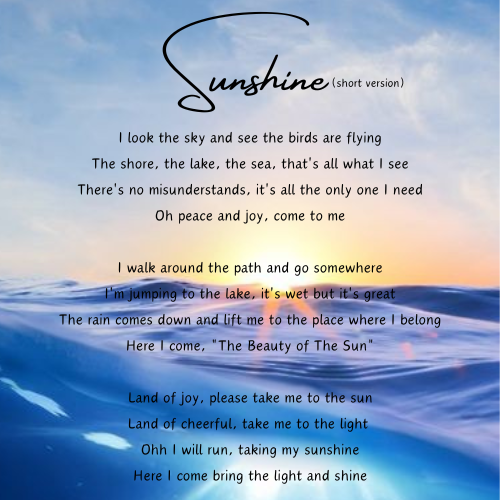 Sunshine (short version)
I look the sky and see the birds are flying
The shore, the lake, the sea, that's all what I see
There's no misunderstands, it's all the only one I need
Oh peace and joy, come to me
I walk around the path and go somewhere
I'm jumping to the lake, it's wet but it's great
The rain comes down and lift me to the place where I belong
Here I come, "The Beauty of The Sun"
Land of joy, please take me to the sun
Land of cheerful, take me to the light
Ohh I will run, taking my sunshine
Here I come bring the light and shine